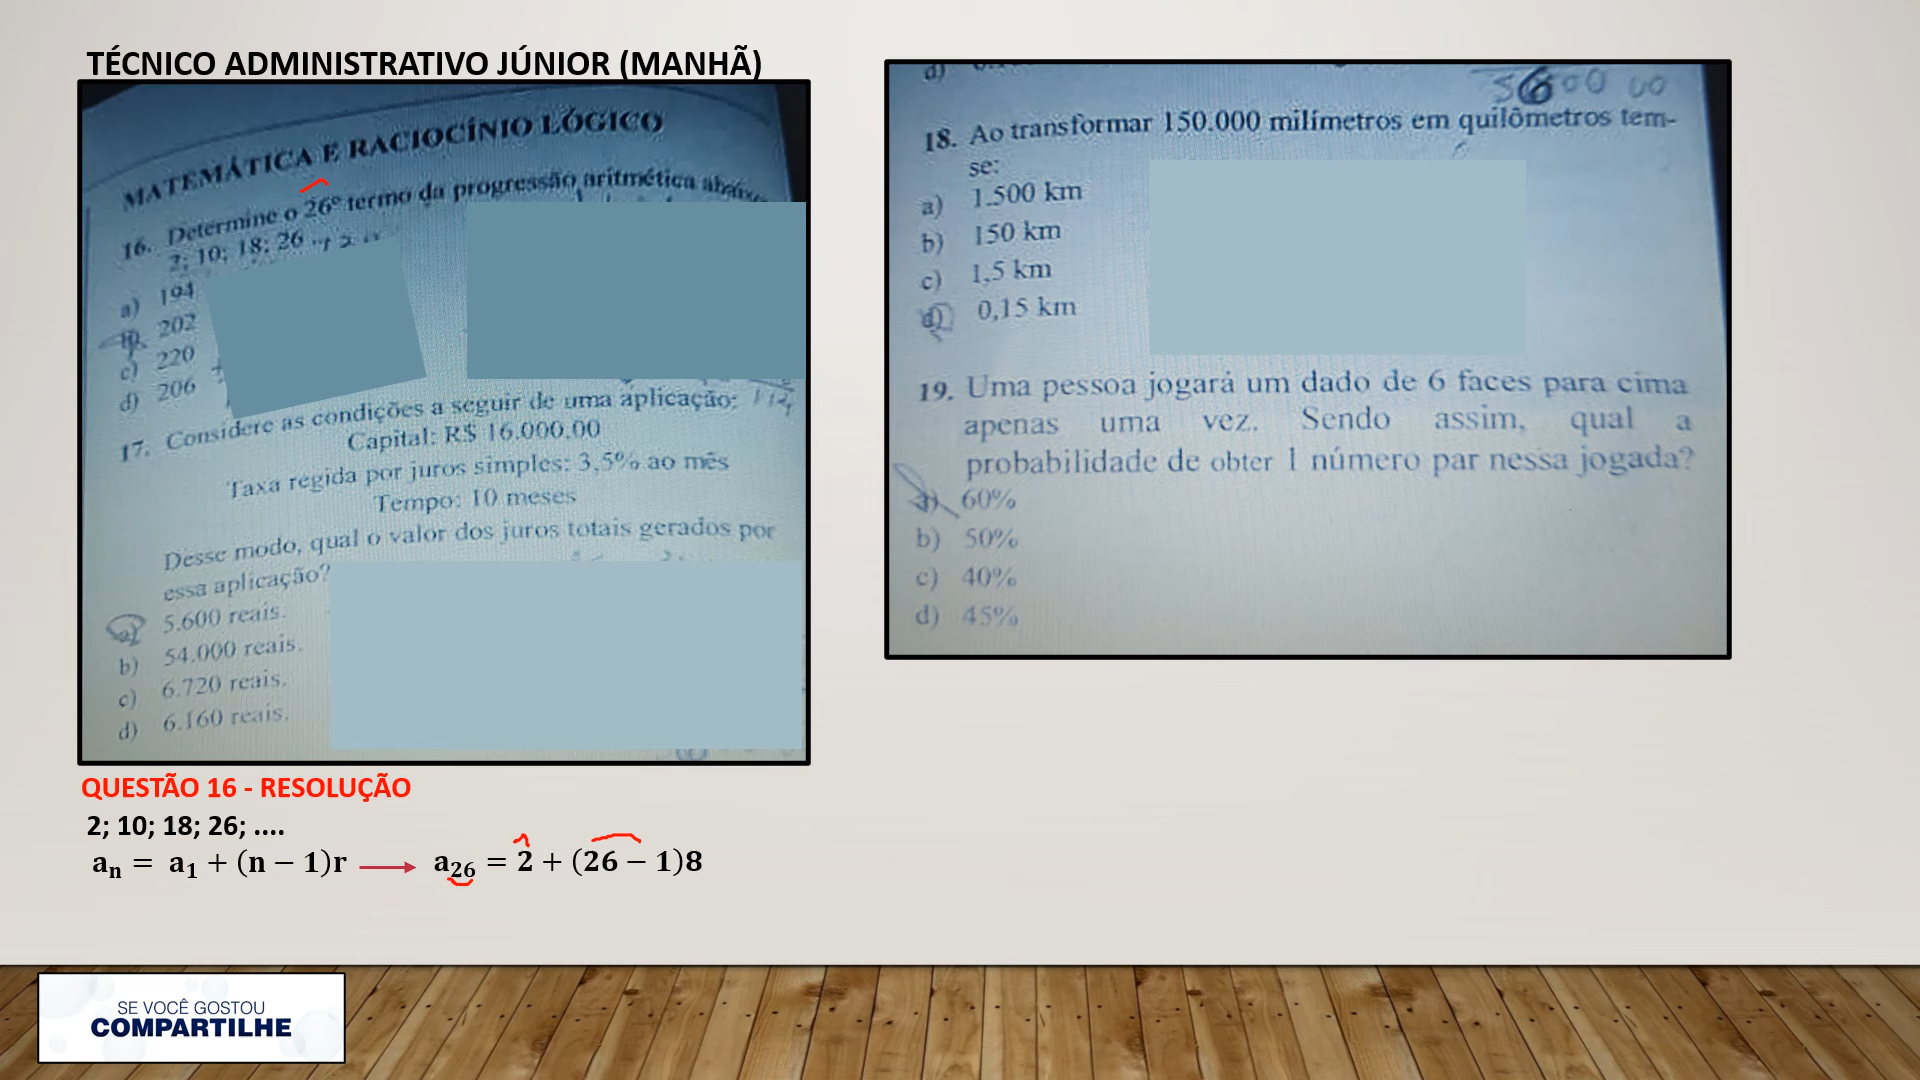 TÉCNICO ADMINISTRATIVO JÚNIOR (MANHÃ)
MATEMÁTICA E RACIOCÍNIO LÓGICO
16. Determine o 26º termo da progressão aritmética
2; 10; 18; 26
a) 194
b) 202
c) 220
d) 206
17. Considere as condições a seguir de uma aplicação:
Capital: R$ 16.000,00
Taxa regida por juros simples: 3,5% ao mês
Tempo: 10 meses
Desse modo, qual o valor dos juros totais gerados por
essa aplicação?
a) 5.600 reais.
b) 54.000 reais.
c) 6.720 reais.
d) 6.160 reais.
d)
18. Ao transformar 150.000 milímetros em quilômetros tem-
se:
a) 1.500 km
b) 150 km
c) 1,5 km
d) 0,15 km
19. Uma pessoa jogará um dado de 6 faces para cima
apenas uma vez. Sendo assim, qual a
probabilidade de obter 1 número par nessa jogada?
a) 60%
b) 50%
c) 40%
d) 45%
QUESTÃO 16 - RESOLUÇÃO
2; 10; 18; 26; ....
aₙ = a₁ + (n − 1)r ⟶ a₂₆ = 2 + (26 − 1)8
SE VOCÊ GOSTOU
COMPARTILHE